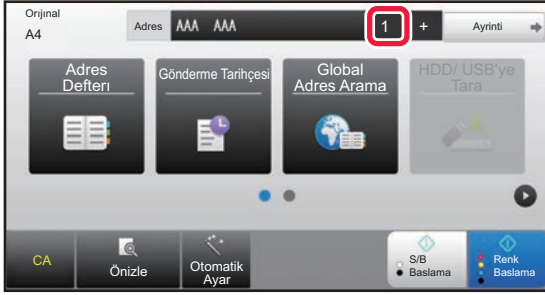 Orijinal
A4
Adres AAA AAA 1 + Ayrinti
Adres
Defterı
Gönderme Tarihçesi
Global
Adres Arama
HDD/ USB'ye
Tara
CA
Önizle
Otomatik
Ayar
S/B
Baslama
Renk
Baslama